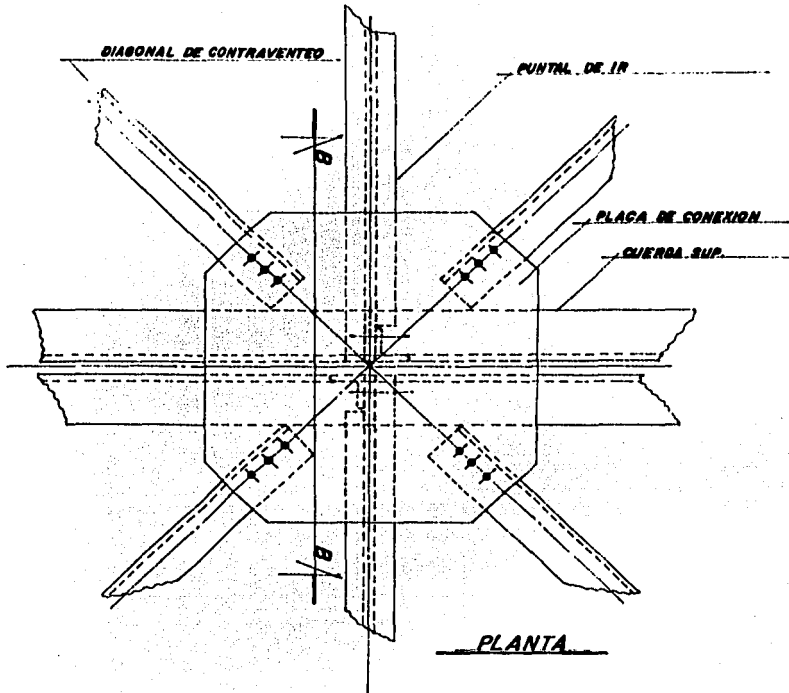 DIAGONAL DE CONTRAVENTEO
PUNTAL DE IR
B
PLACA DE CONEXION
CUERDA SUP.
B
PLANTA